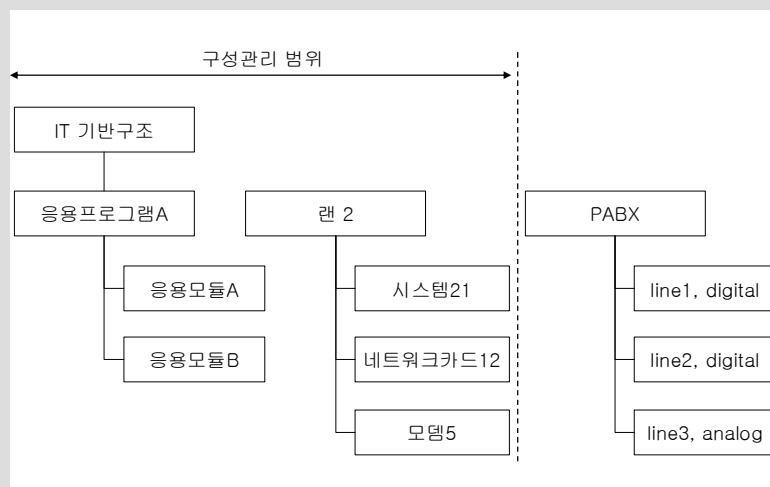 구성관리 범위
IT 기반구조
응용프로그램A
랜 2
PABX
응용모듈A
시스템21
line1, digital
응용모듈B
네트워크카드12
line2, digital
모뎀5
line3, analog